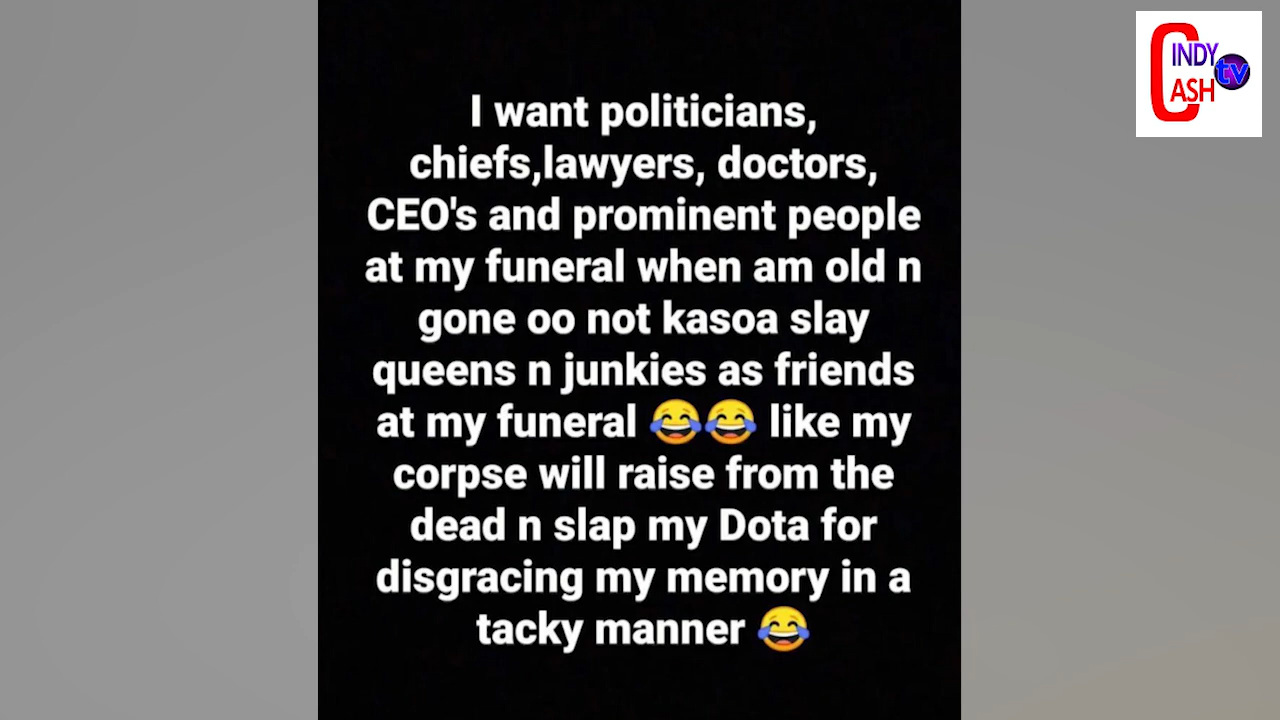 I want politicians,
chiefs,lawyers, doctors,
CEO's and prominent people
at my funeral when am old n
gone oo not kasoa slay
queens n junkies as friends
at my funeral 😂😂 like my
corpse will raise from the
dead n slap my Dota for
disgracing my memory in a
tacky manner 😂
CINDY
CASH
tv